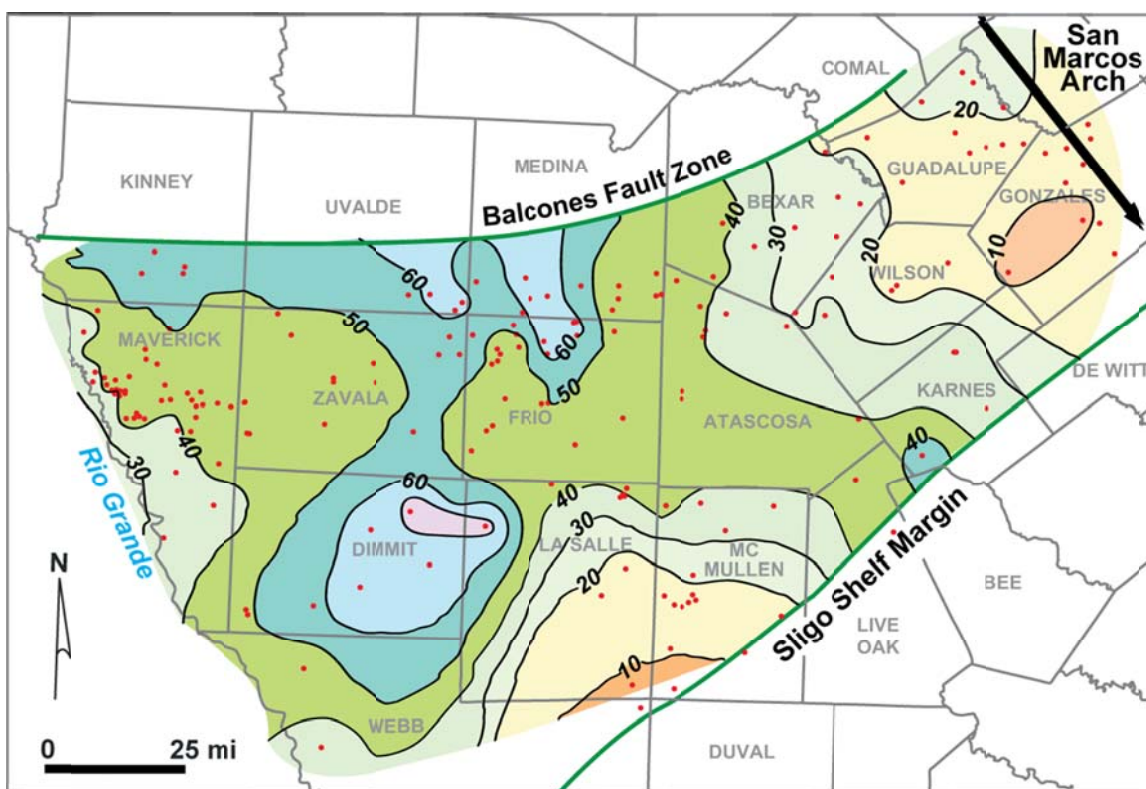 San
Marcos
Arch
COMAL
20
MEDINA
KINNEY
GUADALUPE
BEXAR
UVALDE
Balcones Fault Zone
GONZALES
40
30
10
60
20
WILSON
50
MAVERICK
60
DE WITT
50
KARNES
ZAVALA
FRIO
ATASCOSA
40
40
30
60
40
Rio Grande
DIMMIT
LA SALLE
30
MC
MULLEN
Sligo Shelf Margin
BEE
20
N
LIVE
OAK
10
WEBB
0 25 mi
DUVAL